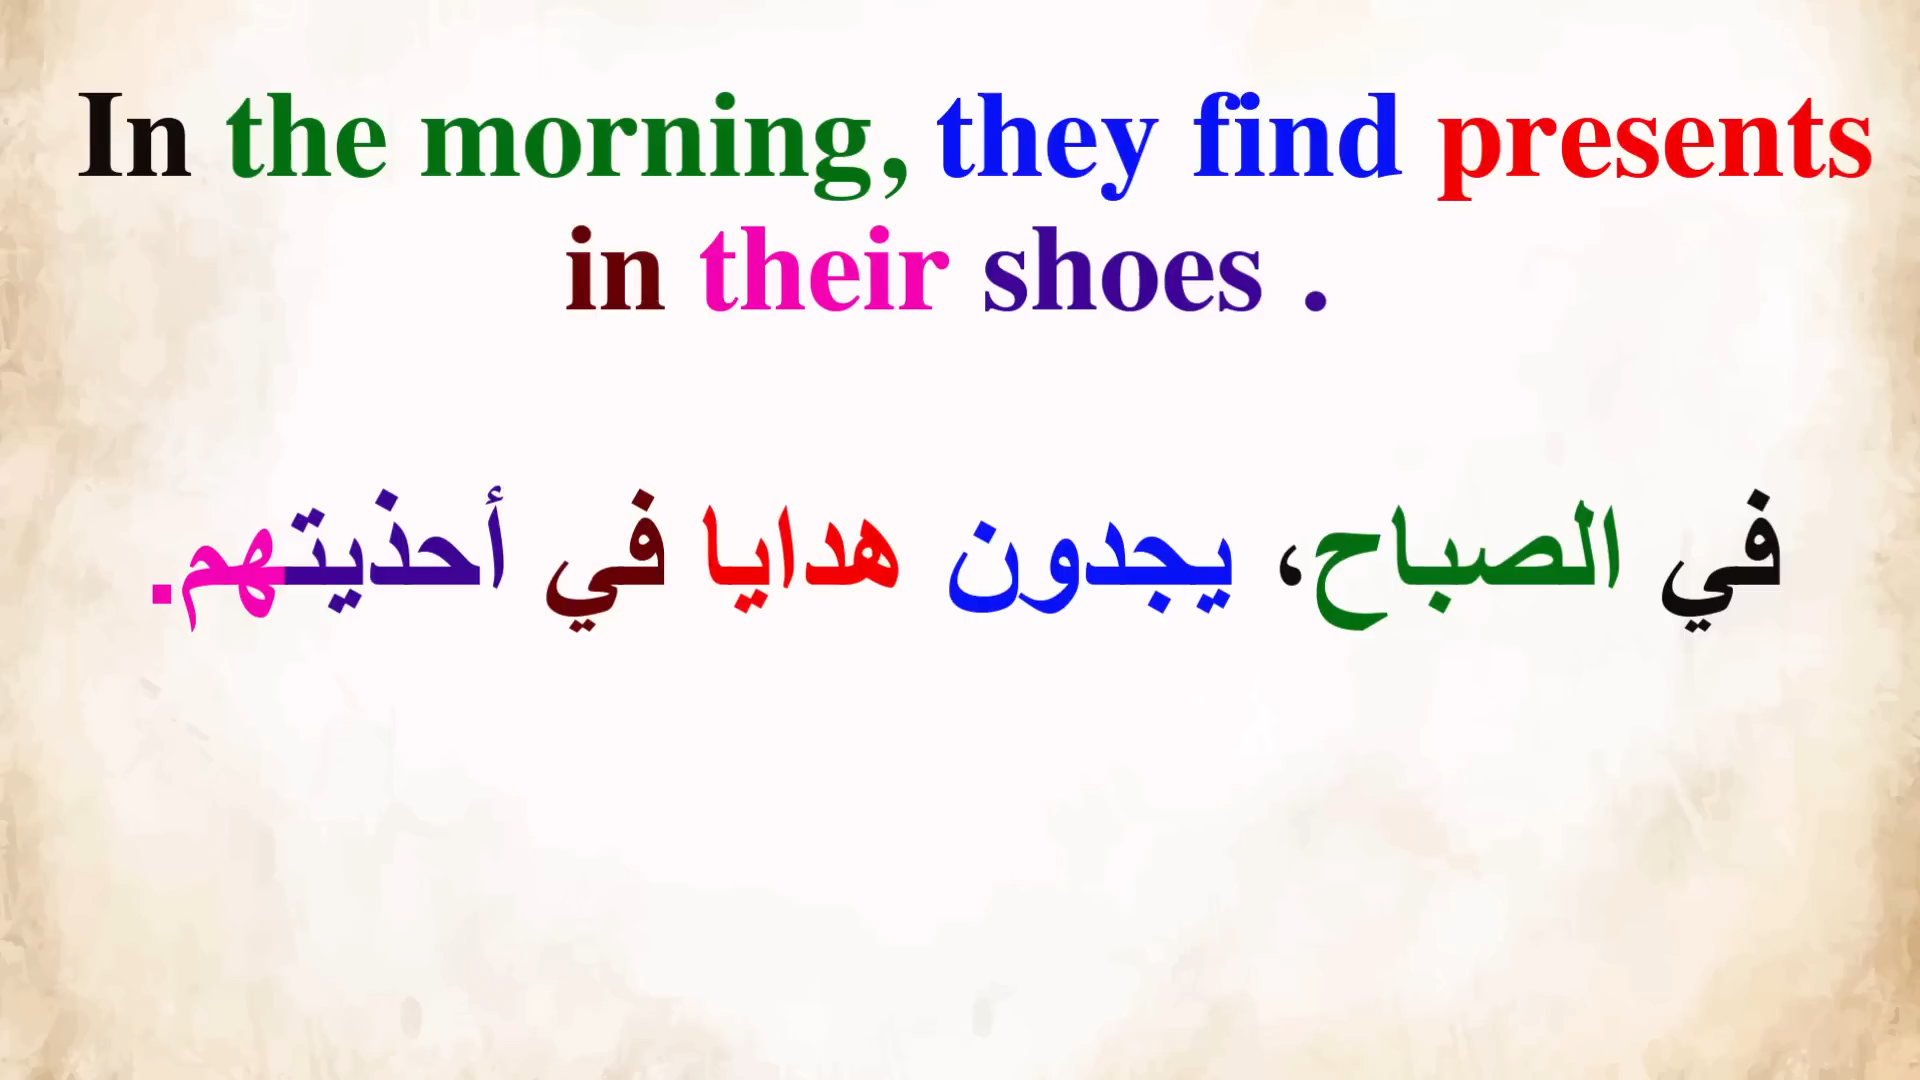 In the morning, they find presents
in their shoes .
في الصباح، يجدون هدايا في أحذيتهم.